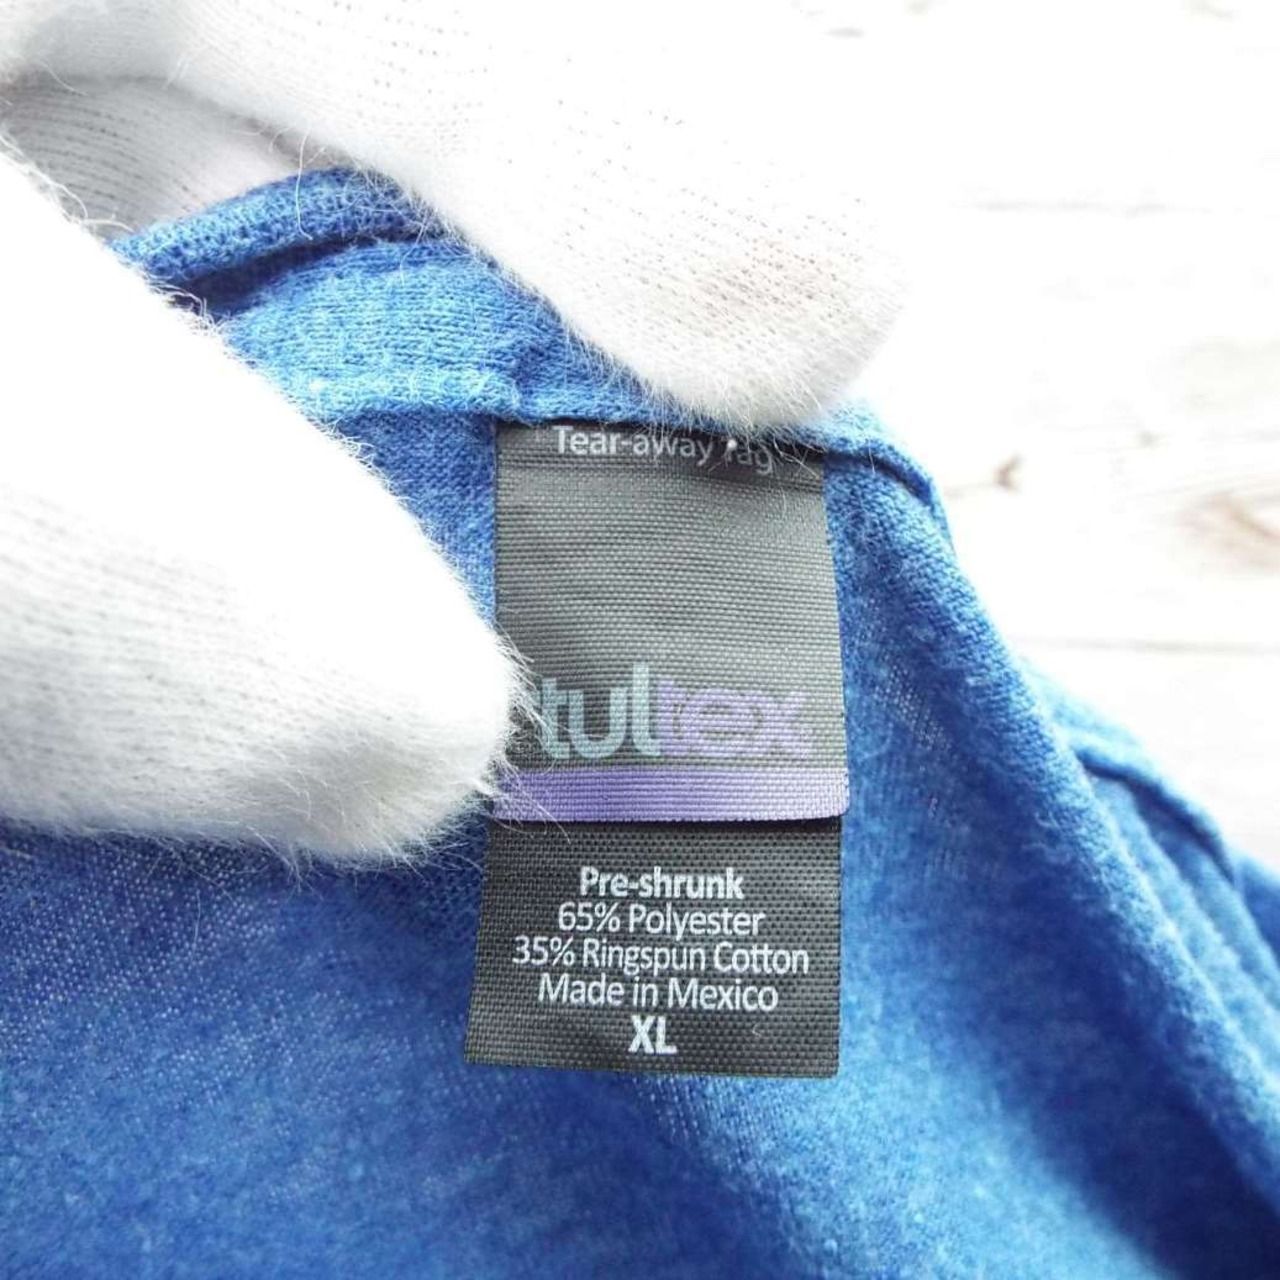 Tear-away Tag
tultex
Pre-shrunk
65% Polyester
35% Ringspun Cotton
Made in Mexico
XL